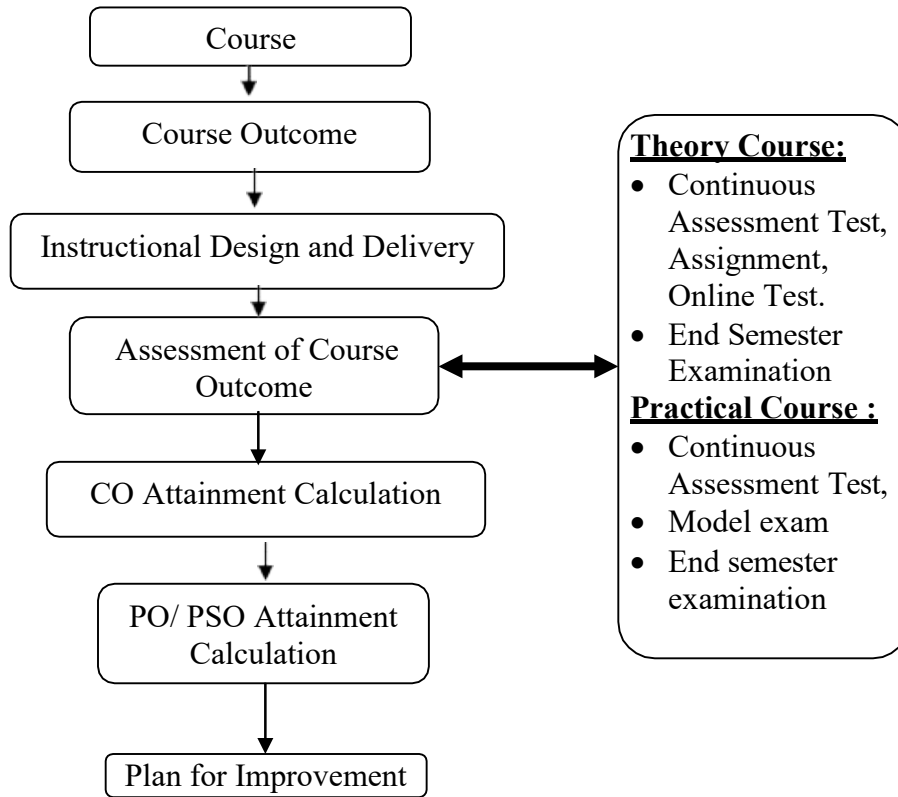 Course
Course Outcome
Instructional Design and Delivery
Assessment of Course
Outcome
CO Attainment Calculation
PO/ PSO Attainment
Calculation
Plan for Improvement
Theory Course:
• Continuous
Assessment Test,
Assignment,
Online Test.
• End Semester
Examination
Practical Course :
• Continuous
Assessment Test,
• Model exam
• End semester
examination